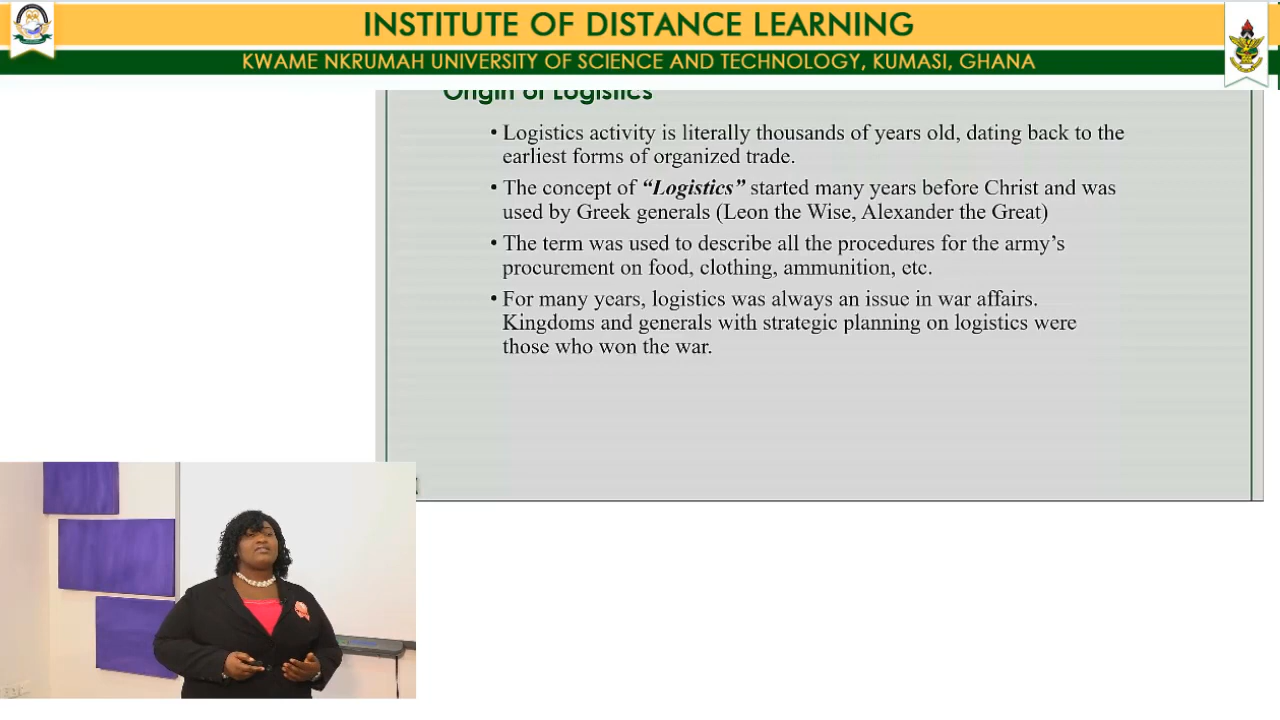 INSTITUTE OF DISTANCE LEARNING
KWAME NKRUMAH UNIVERSITY OF SCIENCE AND TECHNOLOGY, KUMASI, GHANA
Origin of Logistics
• Logistics activity is literally thousands of years old, dating back to the
earliest forms of organized trade.
• The concept of “Logistics” started many years before Christ and was
used by Greek generals (Leon the Wise, Alexander the Great)
• The term was used to describe all the procedures for the army’s
procurement on food, clothing, ammunition, etc.
• For many years, logistics was always an issue in war affairs.
Kingdoms and generals with strategic planning on logistics were
those who won the war.